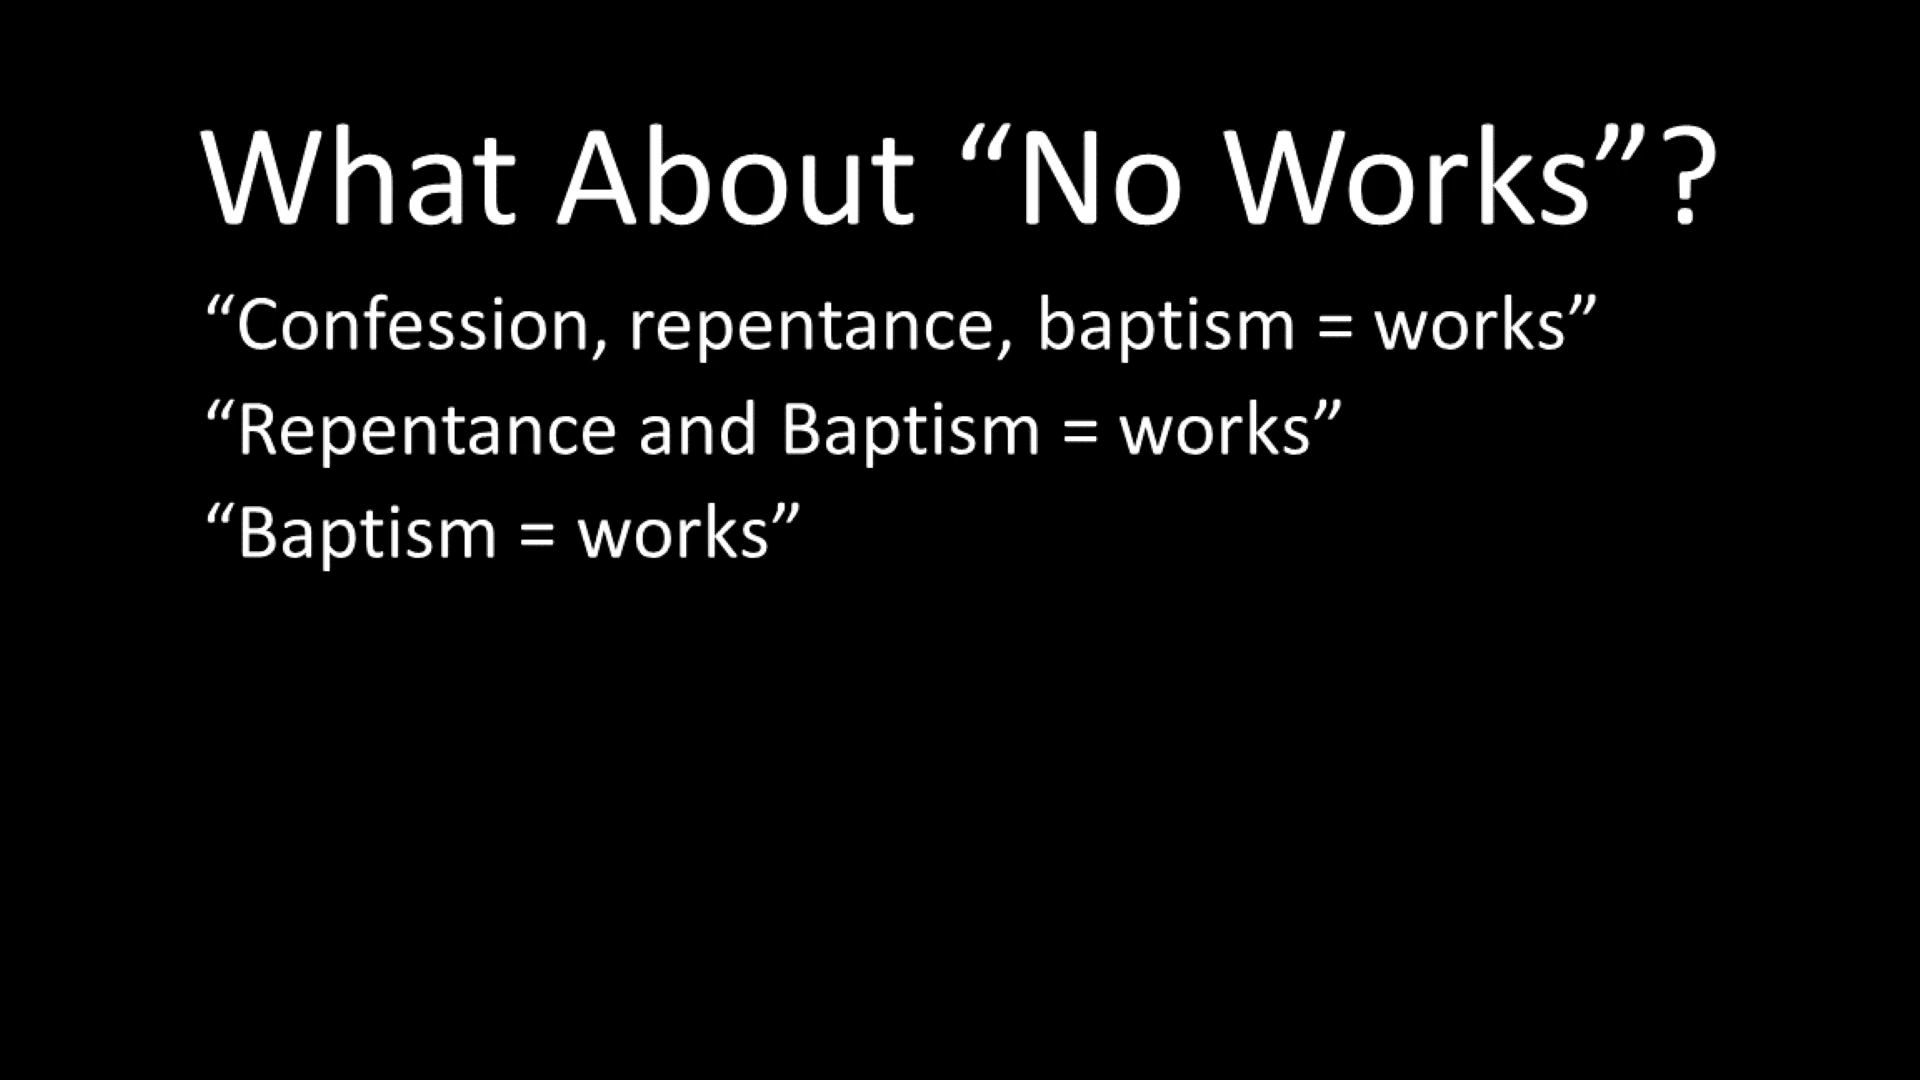 What About “No Works”?
“Confession, repentance, baptism = works”
“Repentance and Baptism = works”
“Baptism = works”